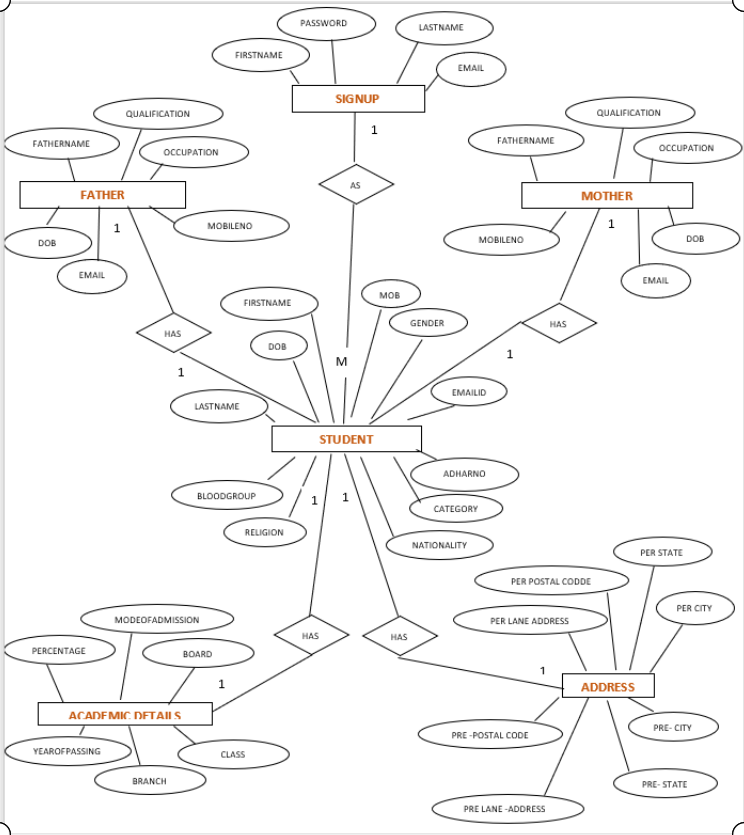 PASSWORD
LASTNAME
FIRSTNAME
EMAIL
SIGNUP
1
AS
M
QUALIFICATION
FATHERNAME
OCCUPATION
FATHER
1
MOBILENO
DOB
EMAIL
HAS
1
QUALIFICATION
FATHERNAME
OCCUPATION
MOTHER
1
MOBILENO
DOB
EMAIL
HAS
1
MOB
FIRSTNAME
GENDER
DOB
EMAILID
LASTNAME
STUDENT
ADHARNO
BLOODGROUP
CATEGORY
RELIGION
NATIONALITY
1
1
HAS
HAS
1
1
MODEOFADMISSION
PERCENTAGE
BOARD
ACADEMIC DETAILS
YEAROFPASSING
CLASS
BRANCH
PER STATE
PER POSTAL CODDE
PER CITY
PER LANE ADDRESS
ADDRESS
PRE -POSTAL CODE
PRE- CITY
PRE- STATE
PRE LANE -ADDRESS